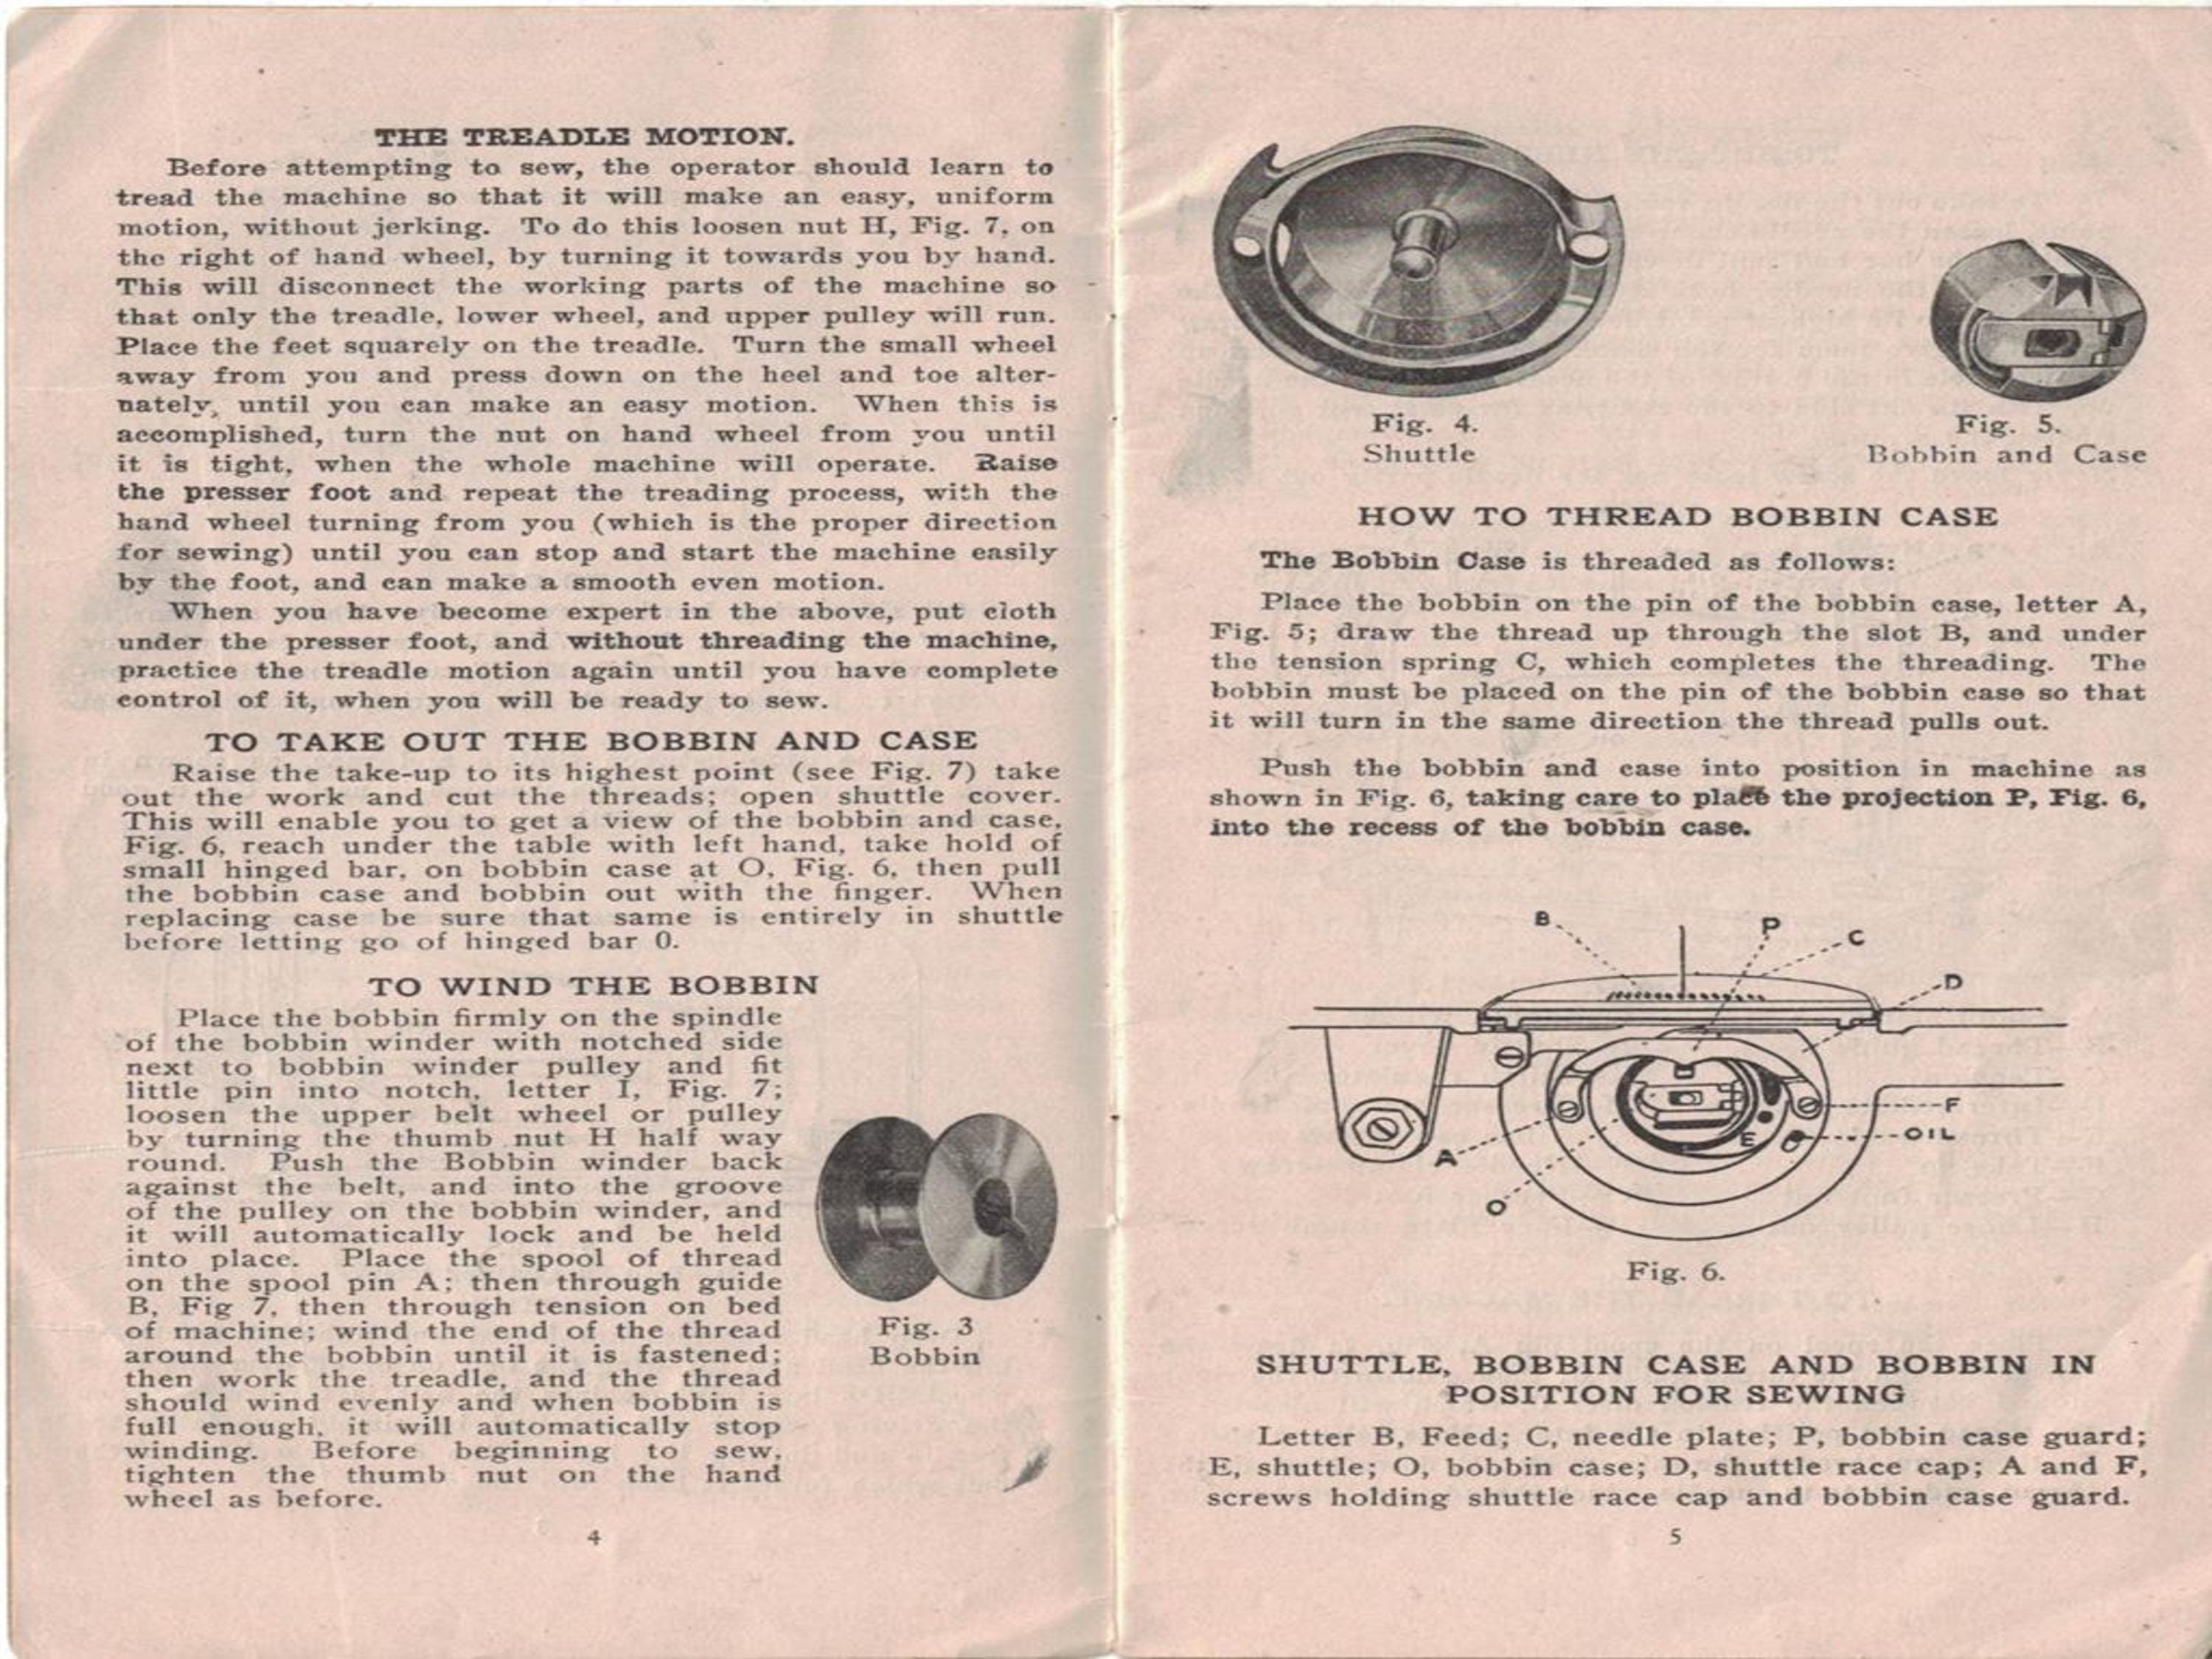 THE TREADLE MOTION.
Before attempting to sew, the operator should learn to
tread the machine so that it will make an easy, uniform
motion, without jerking. To do this loosen nut H, Fig. 7, on
the right of hand wheel, by turning it towards you by hand.
This will disconnect the working parts of the machine so
that only the treadle, lower wheel, and upper pulley will run.
Place the feet squarely on the treadle. Turn the small wheel
away from you and press down on the heel and toe alter-
nately, until you can make an easy motion. When this is
accomplished, turn the nut on hand wheel from you until
it is tight, when the whole machine will operate. Raise
the presser foot and repeat the treading process, with the
hand wheel turning from you (which is the proper direction
for sewing) until you can stop and start the machine easily
by the foot, and can make a smooth even motion.
When you have become expert in the above, put cloth
under the presser foot, and without threading the machine,
practice the treadle motion again until you have complete
control of it, when you will be ready to sew.
TO TAKE OUT THE BOBBIN AND CASE
Raise the take-up to its highest point (see Fig. 7) take
out the work and cut the threads; open shuttle cover.
This will enable you to get a view of the bobbin and case,
Fig. 6, reach under the table with left hand, take hold of
small hinged bar, on bobbin case at O, Fig. 6, then pull
the bobbin case and bobbin out with the finger. When
replacing case be sure that same is entirely in shuttle
before letting go of hinged bar 0.
TO WIND THE BOBBIN
Place the bobbin firmly on the spindle
of the bobbin winder with notched side
next to bobbin winder pulley and fit
little pin into notch, letter I, Fig. 7;
loosen the upper belt wheel or pulley
by turning the thumb nut H half way
round. Push the Bobbin winder back
against the belt, and into the groove
of the pulley on the bobbin winder, and
it will automatically lock and be held
into place. Place the spool of thread
on the spool pin A; then through guide
B, Fig 7, then through tension on bed
of machine; wind the end of the thread
around the bobbin until it is fastened;
then work the treadle, and the thread
should wind evenly and when bobbin is
full enough, it will automatically stop
winding. Before beginning to sew,
tighten the thumb nut on the hand
wheel as before.
Fig. 3
Bobbin
4
Fig. 4.
Shuttle
Fig. 5.
Bobbin and Case
HOW TO THREAD BOBBIN CASE
The Bobbin Case is threaded as follows:
Place the bobbin on the pin of the bobbin case, letter A,
Fig. 5; draw the thread up through the slot B, and under
the tension spring C, which completes the threading. The
bobbin must be placed on the pin of the bobbin case so that
it will turn in the same direction the thread pulls out.
Push the bobbin and case into position in machine as
shown in Fig. 6, taking care to place the projection P, Fig. 6,
into the recess of the bobbin case.
B
P
C
D
F
E
OIL
A
O
Fig. 6.
SHUTTLE, BOBBIN CASE AND BOBBIN IN
POSITION FOR SEWING
Letter B, Feed; C, needle plate; P, bobbin case guard;
E, shuttle; O, bobbin case; D, shuttle race cap; A and F,
screws holding shuttle race cap and bobbin case guard.
5